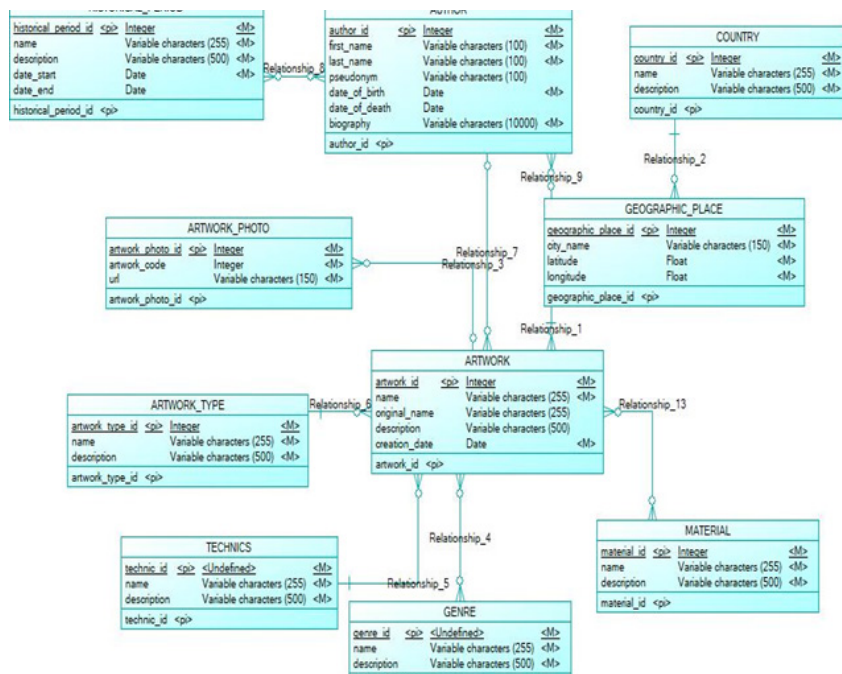 HISTORICAL_PERIOD
historical_period_id <pi> Integer <M>
name Variable characters (255) <M>
description Variable characters (500) <M>
date_start Date <M>
date_end Date
historical_period_id <pi>
Relationship_8
AUTHOR
author_id <pi> Integer <M>
first_name Variable characters (100) <M>
last_name Variable characters (100) <M>
pseudonym Variable characters (100)
date_of_birth Date <M>
date_of_death Date
biography Variable characters (10000) <M>
author_id <pi>
COUNTRY
country_id <pi> Integer <M>
name Variable characters (255) <M>
description Variable characters (500) <M>
country_id <pi>
Relationship_2
Relationship_9
GEOGRAPHIC_PLACE
geographic_place_id <pi> Integer <M>
city_name Variable characters (150) <M>
latitude Float <M>
longitude Float <M>
geographic_place_id <pi>
ARTWORK_PHOTO
artwork_photo_id <pi> Integer <M>
artwork_code Integer <M>
url Variable characters (150) <M>
artwork_photo_id <pi>
Relationship_7
Relationship_3
Relationship_1
ARTWORK
artwork_id <pi> Integer <M>
name Variable characters (255) <M>
original_name Variable characters (255)
description Variable characters (500)
creation_date Date <M>
artwork_id <pi>
Relationship_6
Relationship_13
ARTWORK_TYPE
artwork_type_id <pi> Integer <M>
name Variable characters (255) <M>
description Variable characters (500) <M>
artwork_type_id <pi>
TECHNICS
technic_id <pi> <Undefined> <M>
name Variable characters (255) <M>
description Variable characters (500) <M>
technic_id <pi>
Relationship_4
Relationship_5
GENRE
genre_id <pi> <Undefined> <M>
name Variable characters (255) <M>
description Variable characters (500) <M>
MATERIAL
material_id <pi> Integer <M>
name Variable characters (255) <M>
description Variable characters (500) <M>
material_id <pi>